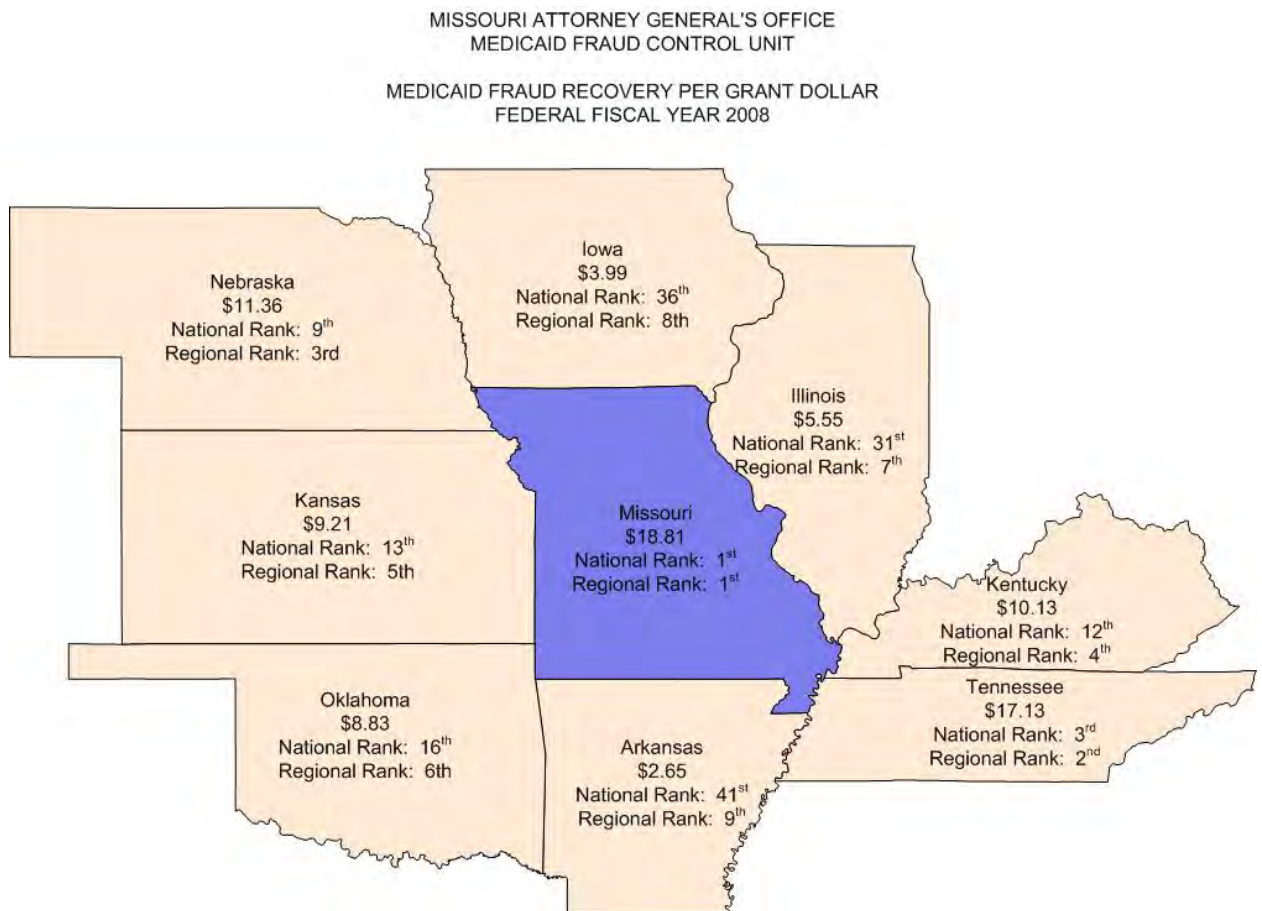 MISSOURI ATTORNEY GENERAL'S OFFICE
MEDICAID FRAUD CONTROL UNIT
MEDICAID FRAUD RECOVERY PER GRANT DOLLAR
FEDERAL FISCAL YEAR 2008
Iowa
$3.99
National Rank: 36th
Regional Rank: 8th
Nebraska
$11.36
National Rank: 9th
Regional Rank: 3rd
Illinois
$5.55
National Rank: 31st
Regional Rank: 7th
Kansas
$9.21
National Rank: 13th
Regional Rank: 5th
Missouri
$18.81
National Rank: 1st
Regional Rank: 1st
Kentucky
$10.13
National Rank: 12th
Regional Rank: 4th
Oklahoma
$8.83
National Rank: 16th
Regional Rank: 6th
Arkansas
$2.65
National Rank: 41st
Regional Rank: 9th
Tennessee
$17.13
National Rank: 3rd
Regional Rank: 2nd